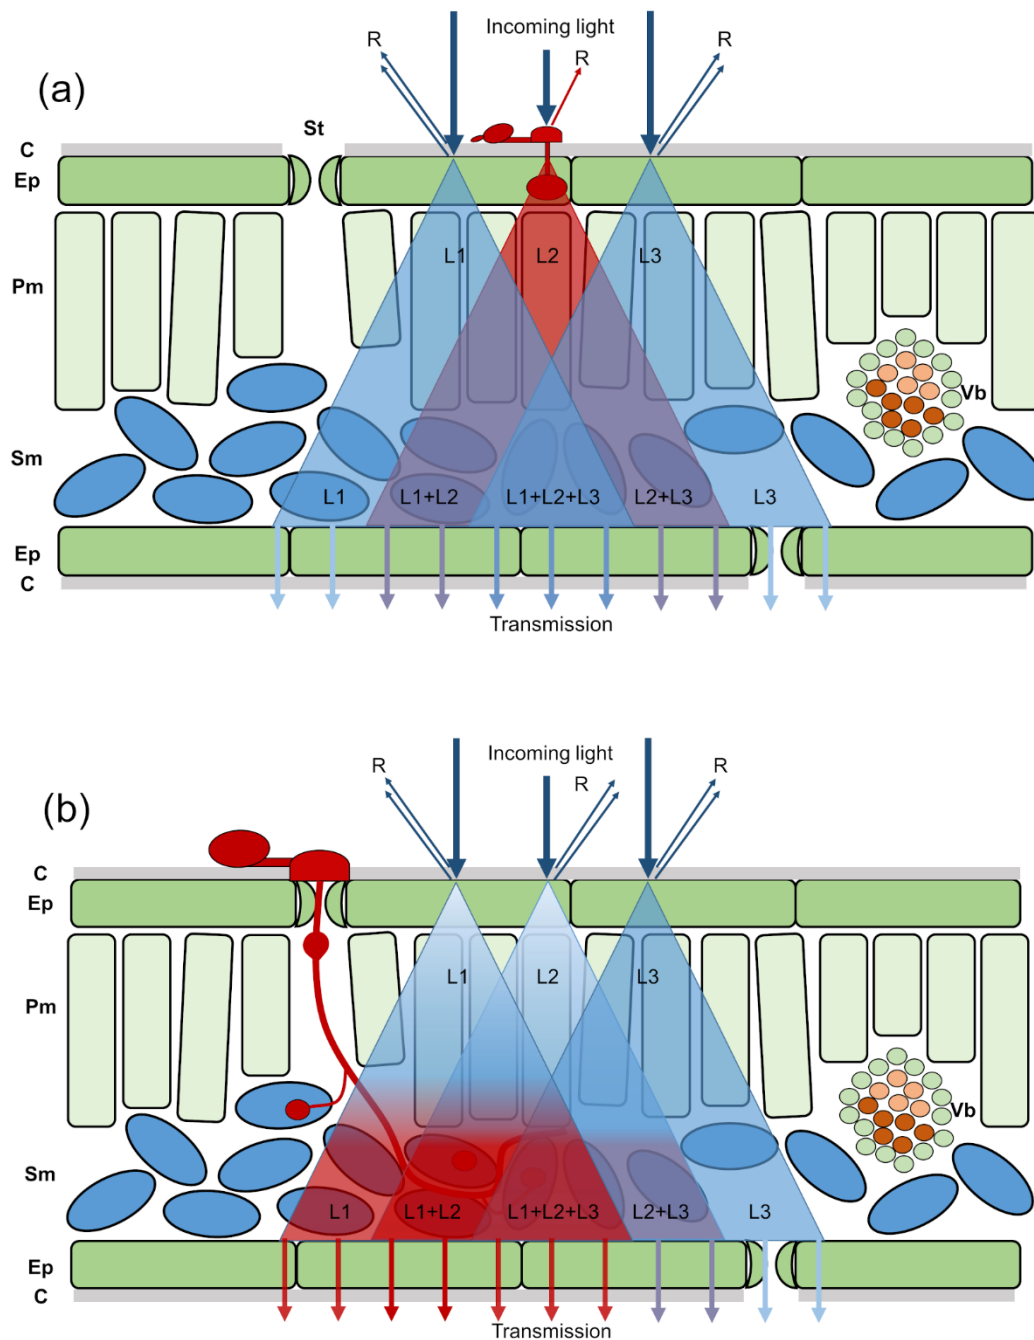 Incoming light
R
R
R
(a)
St
C
Ep
L1
L2
L3
Pm
Vb
Sm
L1
L1+L2
L1+L2+L3
L2+L3
L3
Ep
C
Transmission
Incoming light
R
R
R
(b)
C
Ep
L1
L2
L3
Pm
Vb
Sm
L1
L1+L2
L1+L2+L3
L2+L3
L3
Ep
C
Transmission